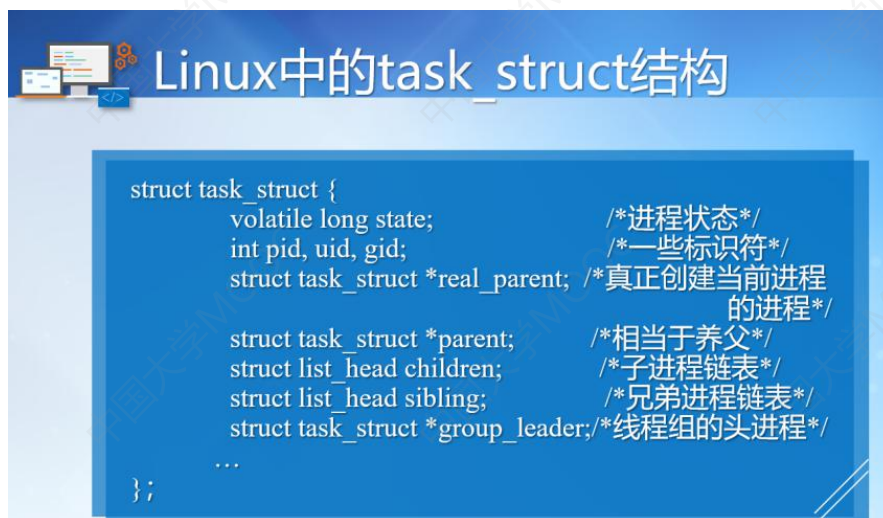 Linux中的task_struct结构
struct task_struct {
volatile long state; /*进程状态*/
int pid, uid, gid; /*一些标识符*/
struct task_struct *real_parent; /*真正创建当前进程
的进程*/
struct task_struct *parent; /*相当于养父*/
struct list_head children; /*子进程链表*/
struct list_head sibling; /*兄弟进程链表*/
struct task_struct *group_leader;/*线程组的头进程*/
…
};